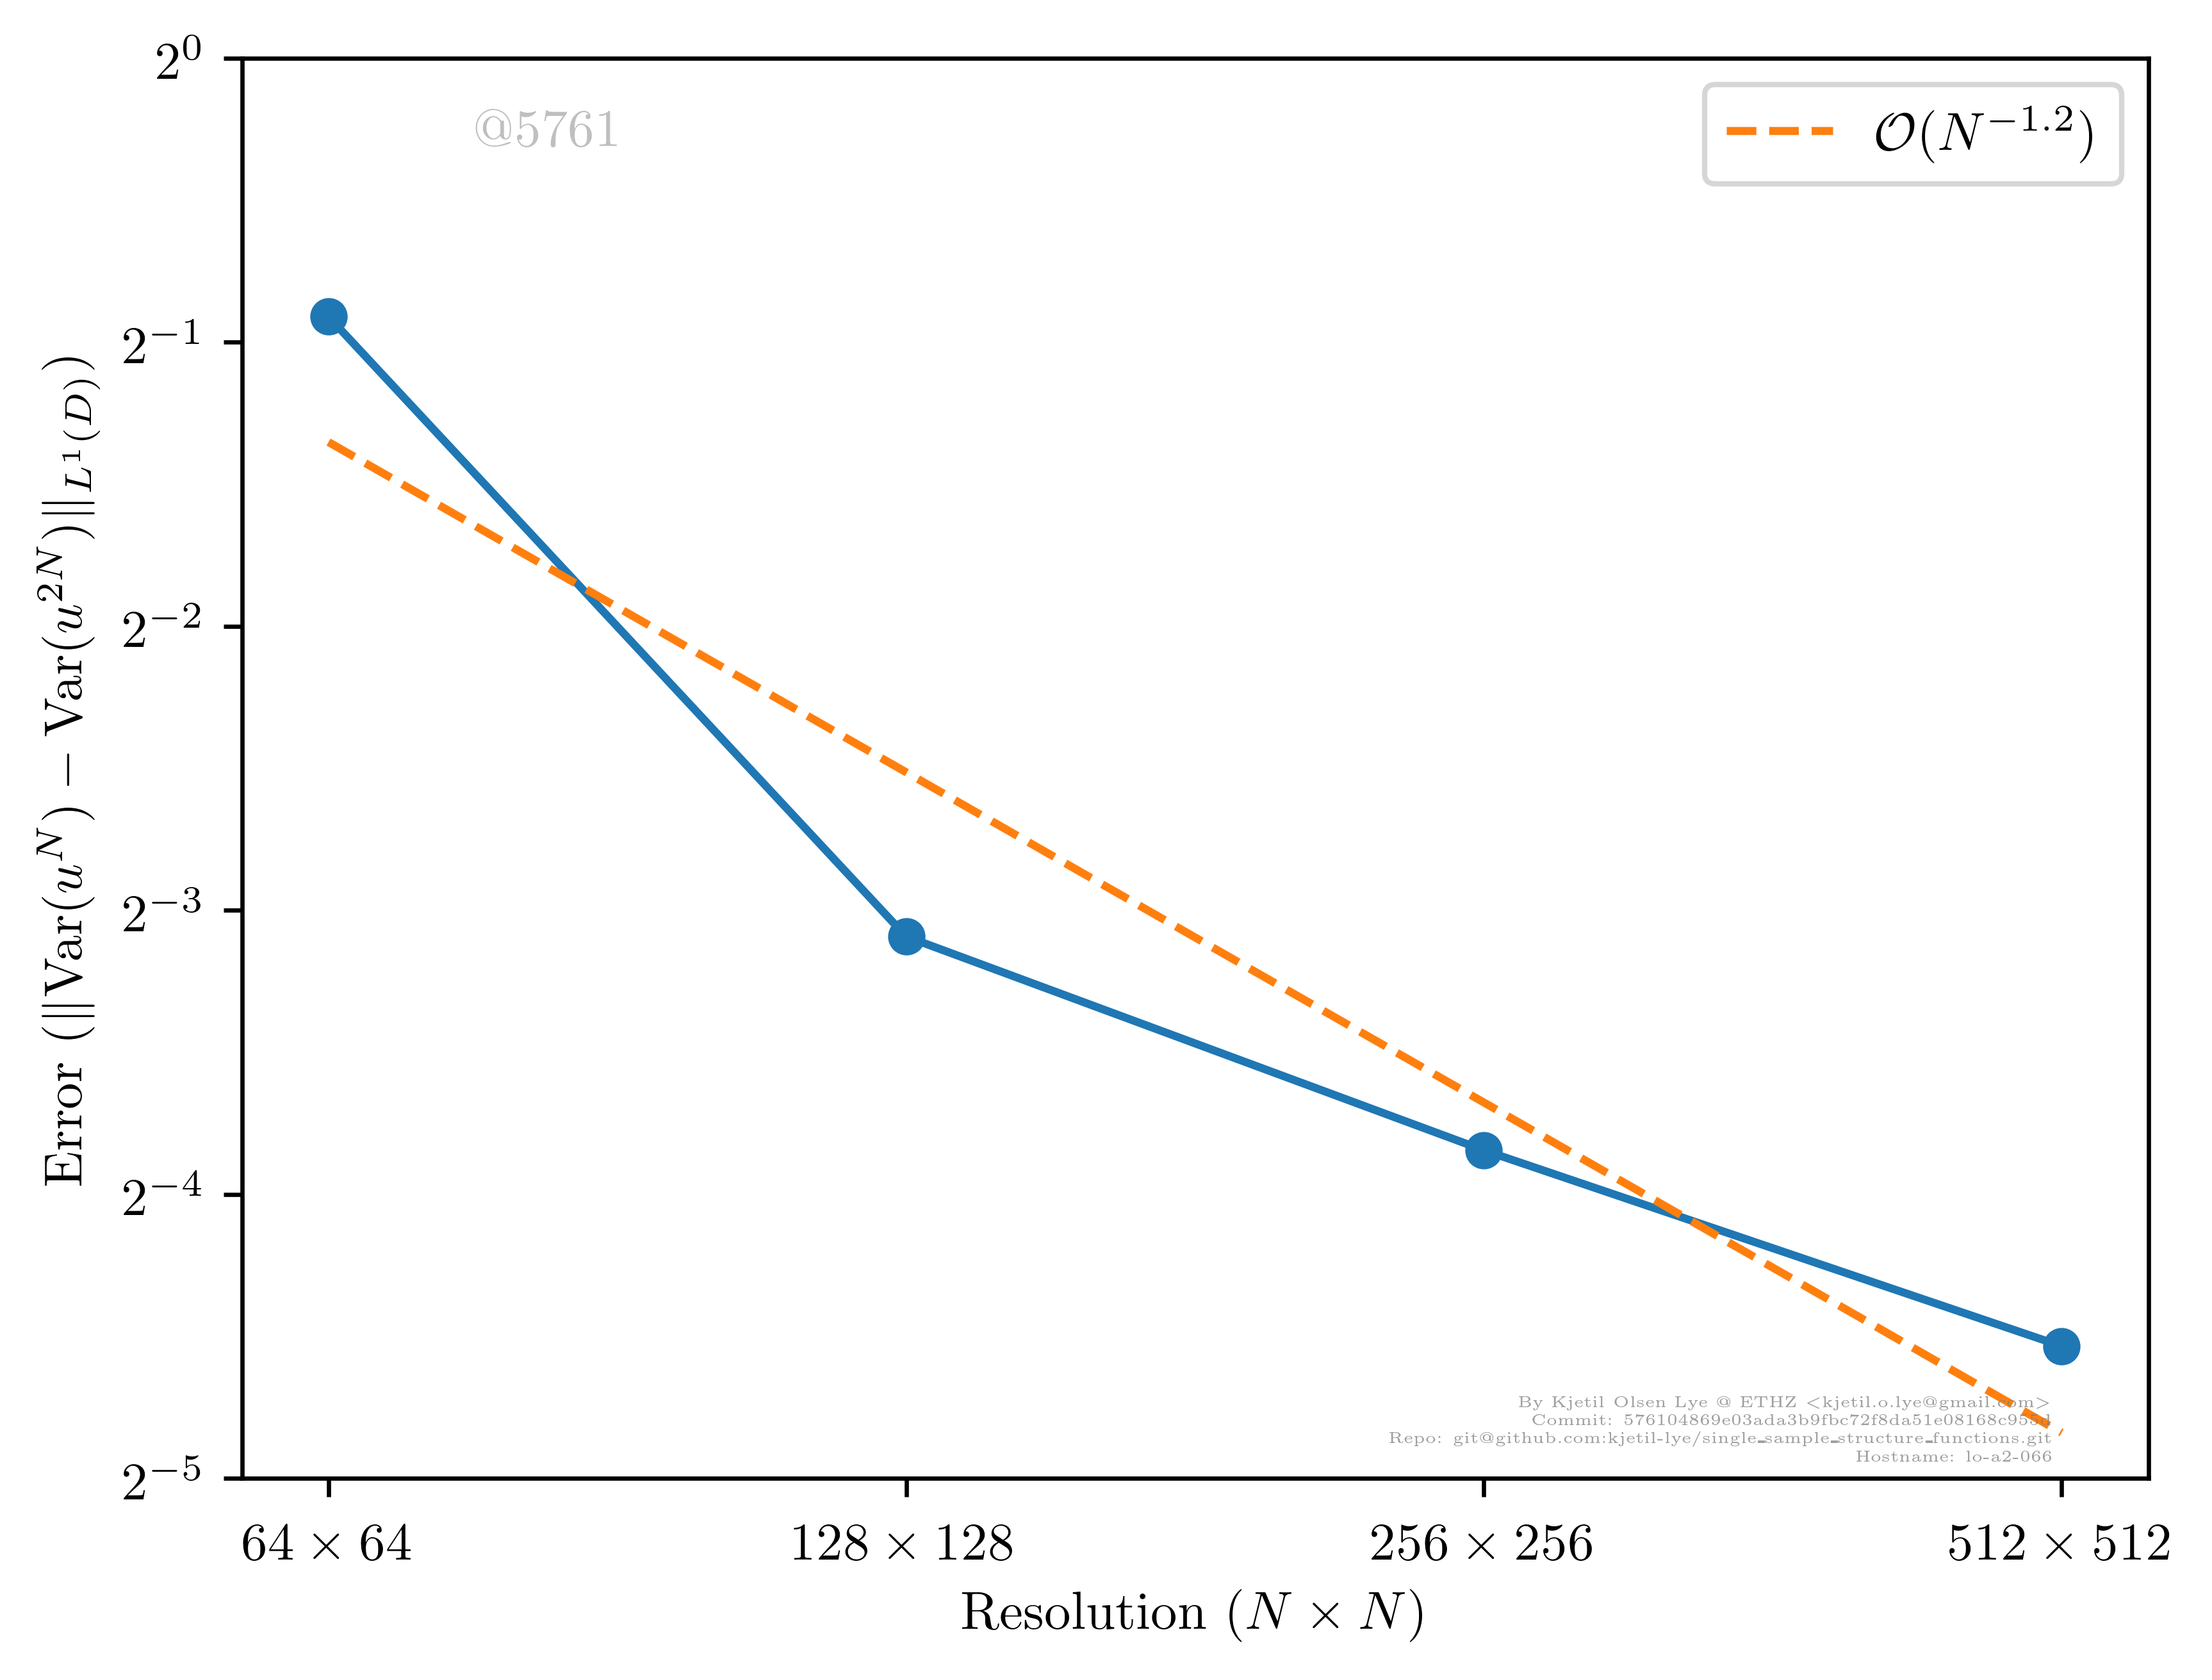 2^0
@5761
O(N^{-1.2})
2^{-1}
2^{-2}
2^{-3}
2^{-4}
2^{-5}
Error (||Var(u^N) − Var(u^{2N})||_{L^1(D)})
By Kjetil Olsen Lye @ ETHZ <kjetil.o.lye@gmail.com>
Repo: git@github.com:kjetil-lye/single_sample_structure_functions.git
Hostname: lo-a2-066
64 × 64
128 × 128
256 × 256
512 × 512
Resolution (N × N)